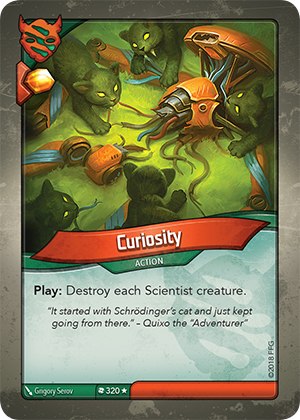 Curiosity
ACTION
Play: Destroy each Scientist creature.
"It started with Schrödinger's cat and just kept
going from there." – Quixo the "Adventurer"
©2018 FFG
Grigory Serov
320